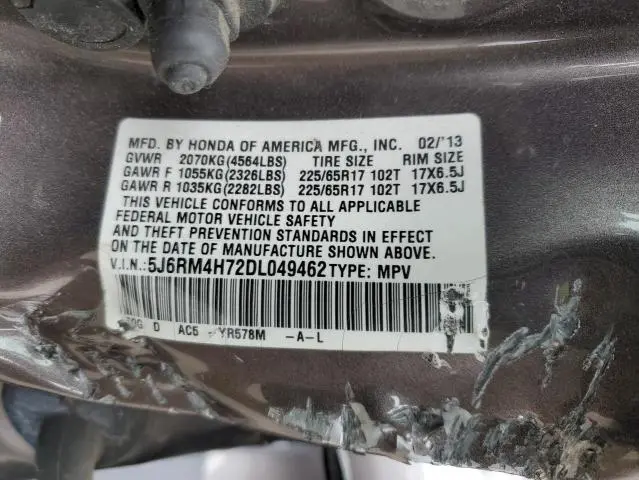 MFD. BY HONDA OF AMERICA MFG., INC. 02/'13
GVWR 2070KG(4564LBS) TIRE SIZE RIM SIZE
GAWR F 1055KG(2326LBS) 225/65R17 102T 17X6.5J
GAWR R 1035KG(2282LBS) 225/65R17 102T 17X6.5J
THIS VEHICLE CONFORMS TO ALL APPLICABLE
FEDERAL MOTOR VEHICLE SAFETY
AND THEFT PREVENTION STANDARDS IN EFFECT
ON THE DATE OF MANUFACTURE SHOWN ABOVE.
V.I.N.:5J6RM4H72DL049462 TYPE: MPV
D AC5 - YR578M -A-L